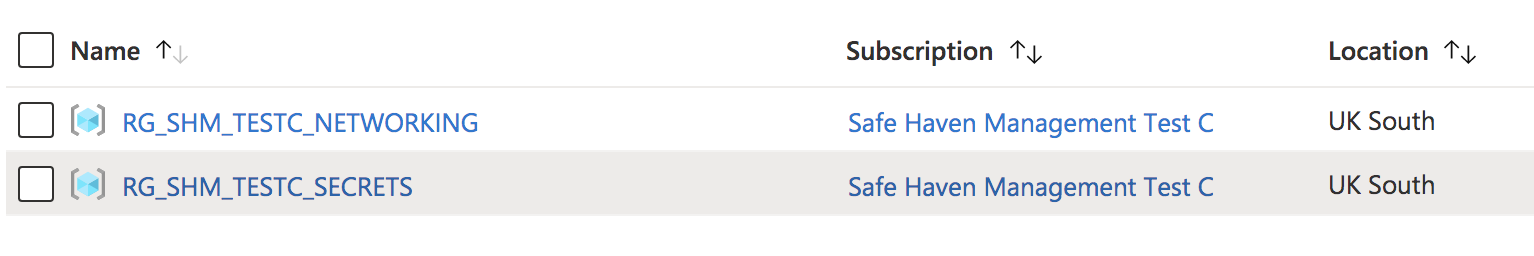 Name ↑↓ Subscription ↑↓ Location ↑↓
RG_SHM_TESTC_NETWORKING Safe Haven Management Test C UK South
RG_SHM_TESTC_SECRETS Safe Haven Management Test C UK South